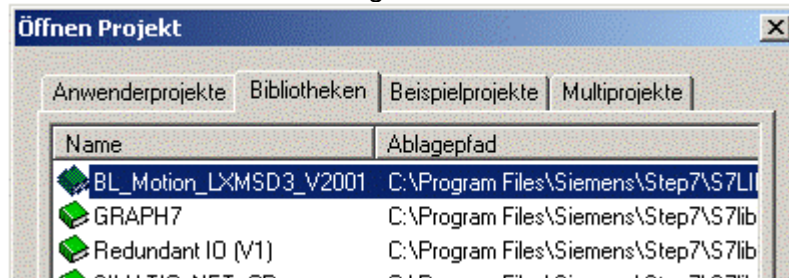 Öffnen Projekt
Anwenderprojekte Bibliotheken Beispielprojekte Multiprojekte
Name Ablagepfad
BL_Motion_LXMSD3_V2001 C:\Program Files\Siemens\Step7\S7LI
GRAPH7 C:\Program Files\Siemens\Step7\S7lib
Redundant IO (V1) C:\Program Files\Siemens\Step7\S7lib